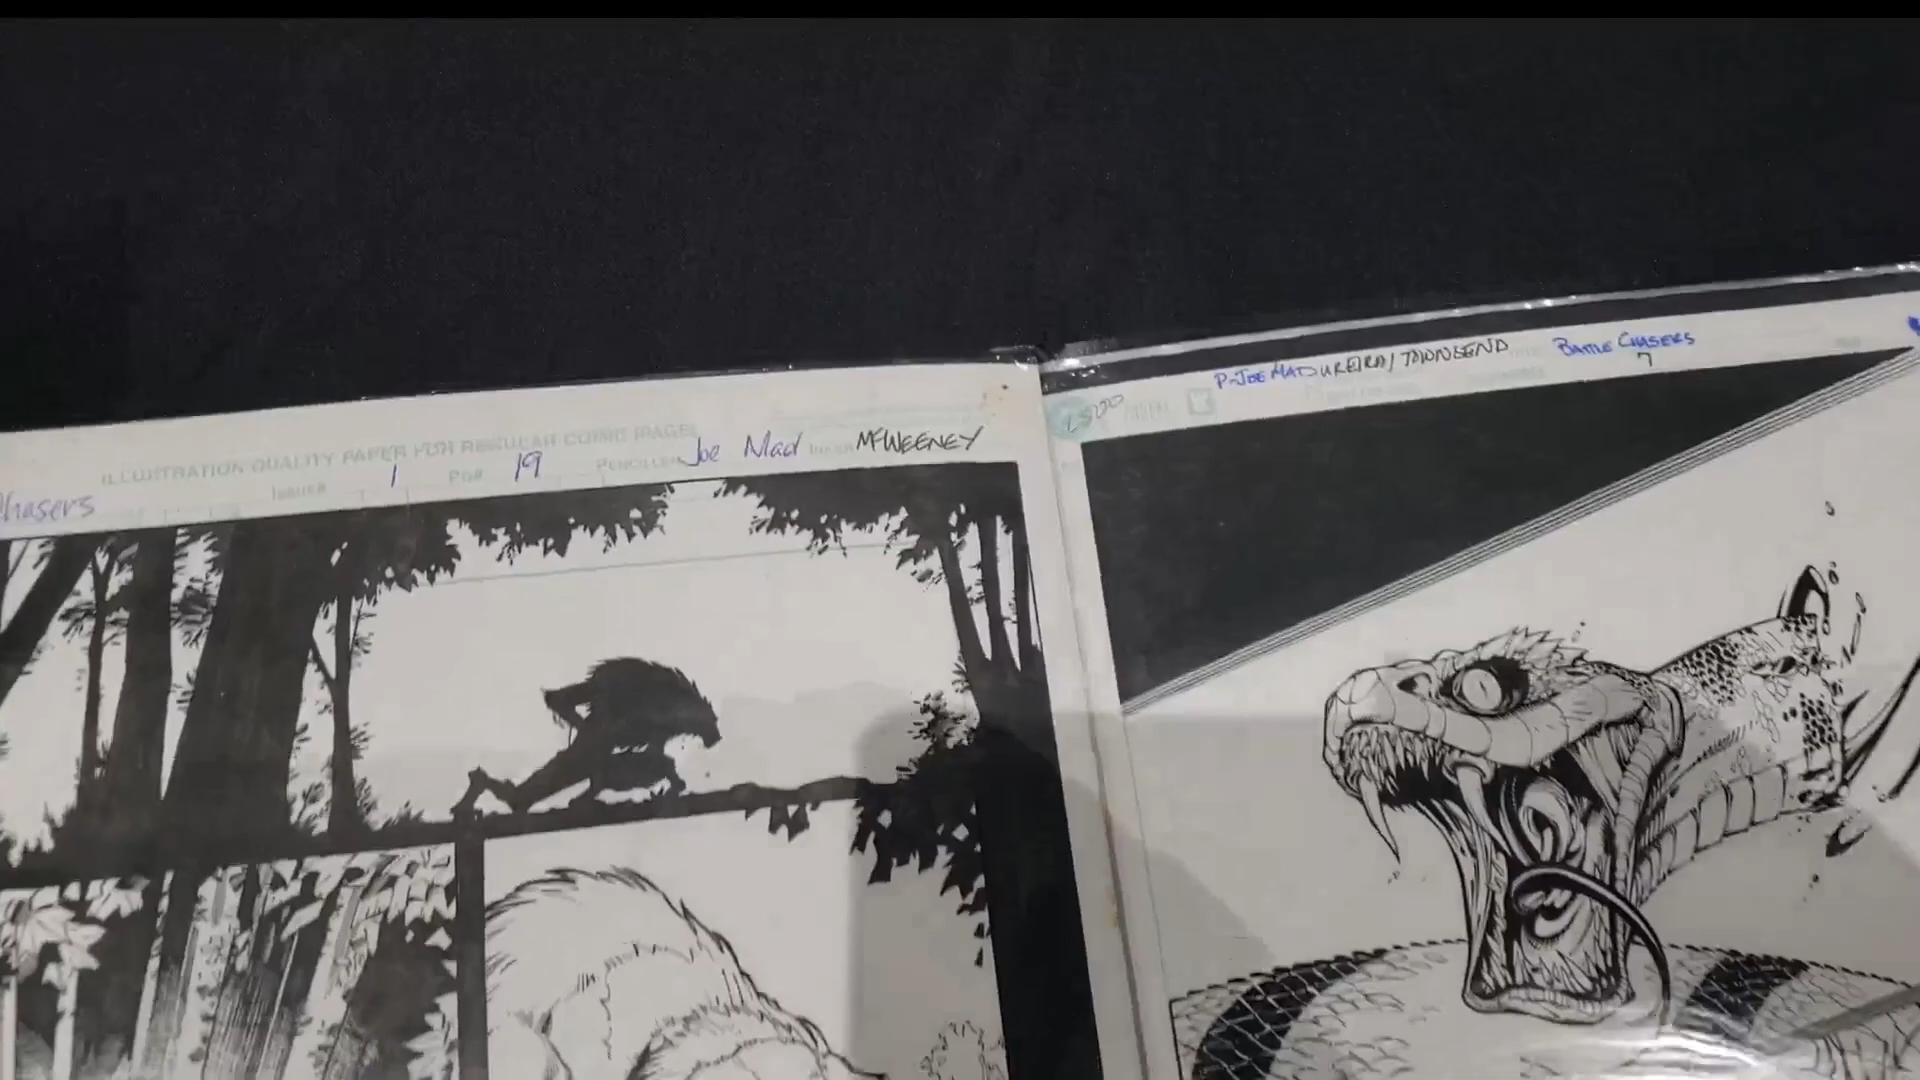 ILLUSTRATION QUALITY PAPER FOR REGULAR COMIC PAGES
Chasers ISSUE# 1 PG# 19 PENCILLER Joe Mad INKER McWEENEY
P-JOE MADUREIRA/TOWNSEND BATTLE CHASERS
7